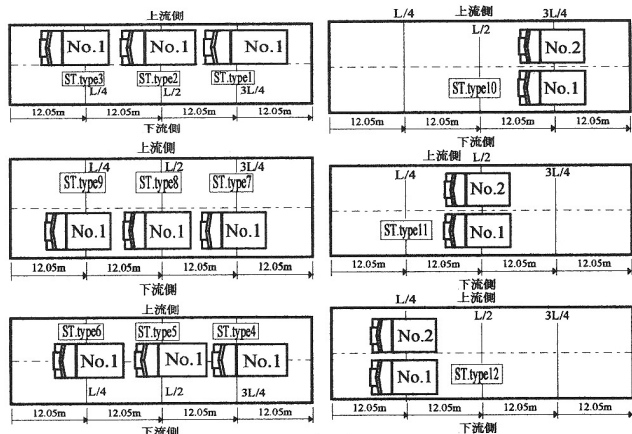 上流側
No.1 No.1 No.1
ST.type3 ST.type2 ST.type1
L/4 L/2 3L/4
12.05m 12.05m 12.05m 12.05m
下流側
L/4 L/2 3L/4
ST.type9 ST.type8 ST.type7
No.1 No.1 No.1
12.05m 12.05m 12.05m 12.05m
下流側
上流側
ST.type6 ST.type5 ST.type4
No.1 No.1 No.1
L/4 L/2 3L/4
12.05m 12.05m 12.05m 12.05m
下流側
L/4 上流側 3L/4
L/2
No.2
ST.type10 No.1
12.05m 12.05m 12.05m 12.05m
下流側
上流側 L/2
L/4 3L/4
No.2
ST.type11 No.1
12.05m 12.05m 12.05m 12.05m
下流側
L/4 上流側
L/2 3L/4
No.2
No.1 ST.type12
12.05m 12.05m 12.05m 12.05m
下流側